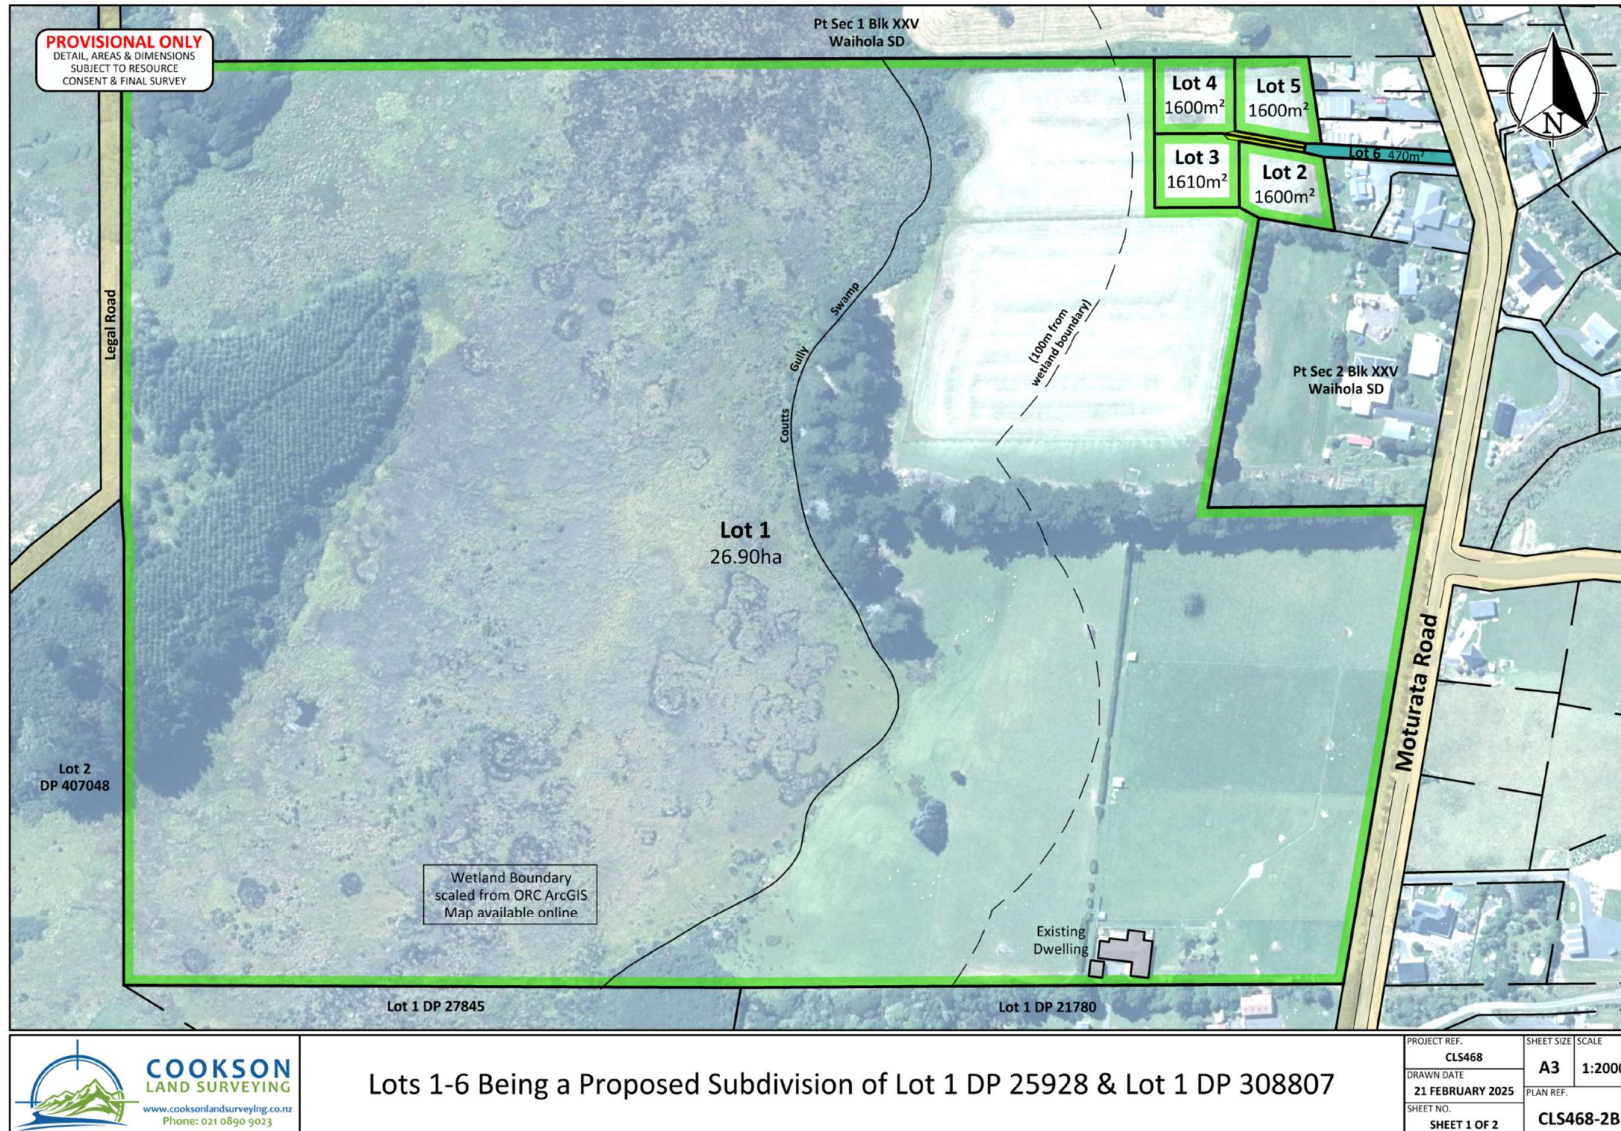 Pt Sec 1 Blk XXV
Waihola SD
PROVISIONAL ONLY
DETAIL, AREAS & DIMENSIONS
SUBJECT TO RESOURCE
CONSENT & FINAL SURVEY
Lot 4
1600m²
Lot 5
1600m²
N
Lot 6 470m²
Lot 3
1610m²
Lot 2
1600m²
Legal Road
Swamp
Gully
Coutts
(100m from
wetland boundary)
Pt Sec 2 Blk XXV
Waihola SD
Lot 1
26.90ha
Moturata Road
Lot 2
DP 407048
Wetland Boundary
scaled from ORC ArcGIS
Map available online
Existing
Dwelling
Lot 1 DP 27845
Lot 1 DP 21780
COOKSON
LAND SURVEYING
www.cooksonlandsurveying.co.nz
Phone: 021 0890 9023
Lots 1-6 Being a Proposed Subdivision of Lot 1 DP 25928 & Lot 1 DP 308807
PROJECT REF.
CLS468
SHEET SIZE
A3
SCALE
1:2000
DRAWN DATE
21 FEBRUARY 2025
PLAN REF.
CLS468-2B
SHEET NO.
SHEET 1 OF 2